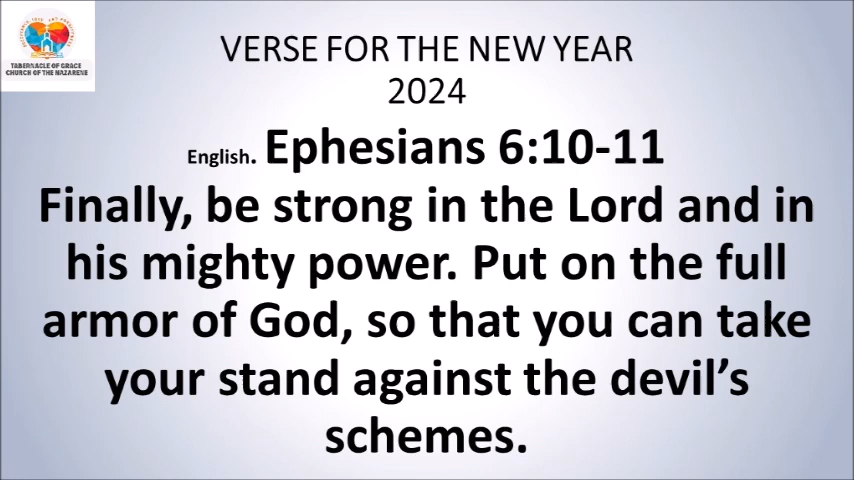 TABERNACLE OF GRACE
CHURCH OF THE NAZARENE
VERSE FOR THE NEW YEAR
2024
English. Ephesians 6:10-11
Finally, be strong in the Lord and in
his mighty power. Put on the full
armor of God, so that you can take
your stand against the devil’s
schemes.